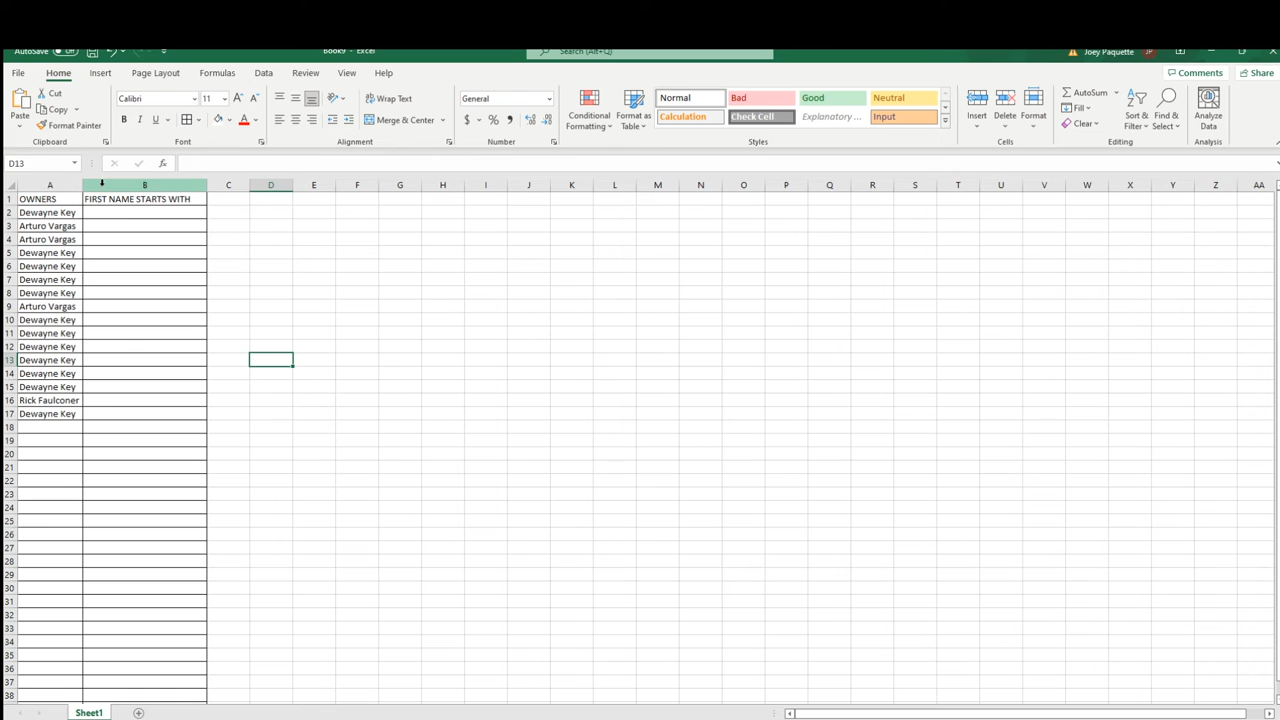 AutoSave Off Book9 - Excel Search (Alt+Q) Joey Paquette JP
File Home Insert Page Layout Formulas Data Review View Help Comments Share
Paste Cut Copy Format Painter Clipboard
Calibri 11 A A B I U A Font
Wrap Text Merge & Center Alignment
General $ % , Number
Conditional Formatting Format as Table
Normal Bad Good Neutral
Calculation Check Cell Explanatory ... Input
Styles
Insert Delete Format Cells
AutoSum Fill Clear Sort & Filter Find & Select Editing
Analyze Data Analysis
D13 fx
A B C D E F G H I J K L M N O P Q R S T U V W X Y Z AA
1 OWNERS FIRST NAME STARTS WITH
2 Dewayne Key
3 Arturo Vargas
4 Arturo Vargas
5 Dewayne Key
6 Dewayne Key
7 Dewayne Key
8 Dewayne Key
9 Arturo Vargas
10 Dewayne Key
11 Dewayne Key
12 Dewayne Key
13 Dewayne Key
14 Dewayne Key
15 Dewayne Key
16 Rick Faulconer
17 Dewayne Key
18
19
20
21
22
23
24
25
26
27
28
29
30
31
32
33
34
35
36
37
38
Sheet1